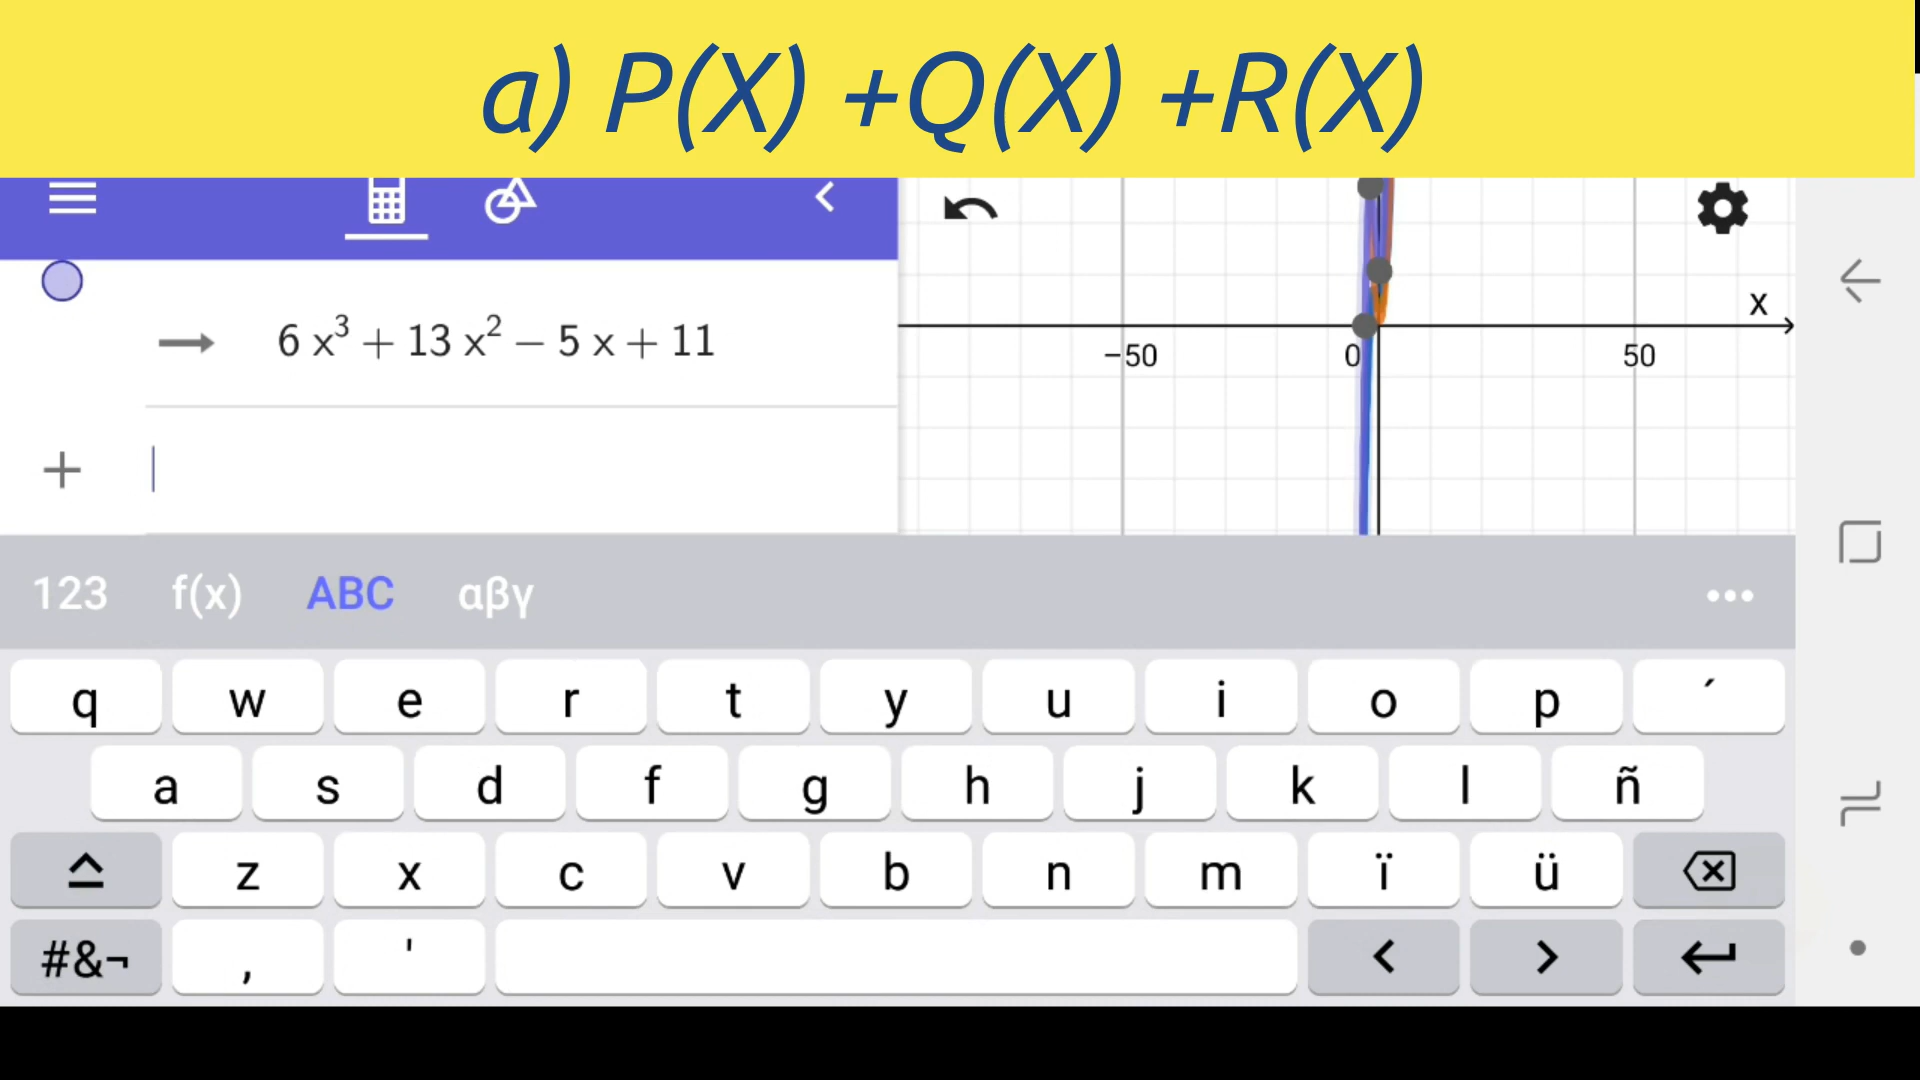 a) P(X) +Q(X) +R(X)
6 x³ + 13 x² − 5 x + 11
x
−50 0 50
123 f(x) ABC αβγ
q w e r t y u i o p ´
a s d f g h j k l ñ
z x c v b n m ï ü
#&¬ , '